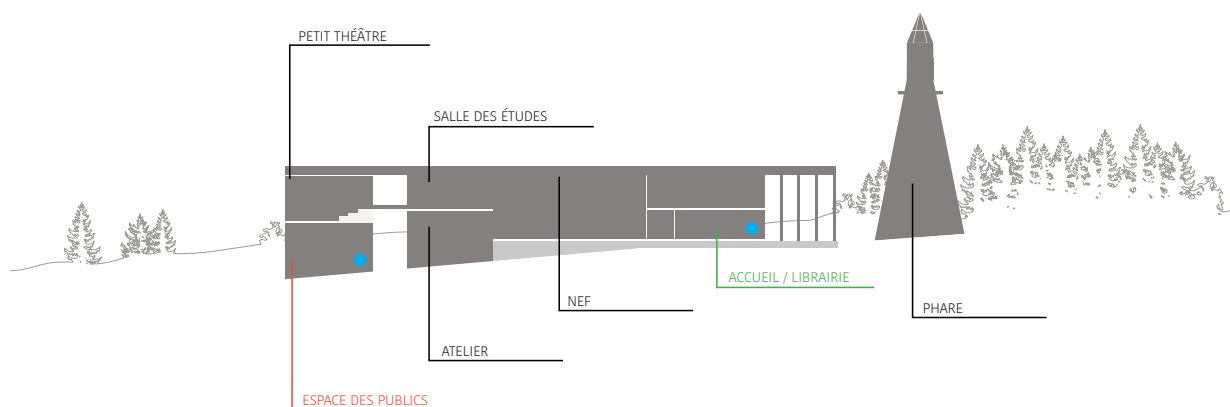 PETIT THÉÂTRE
SALLE DES ÉTUDES
ACCUEIL / LIBRAIRIE
NEF
PHARE
ATELIER
ESPACE DES PUBLICS